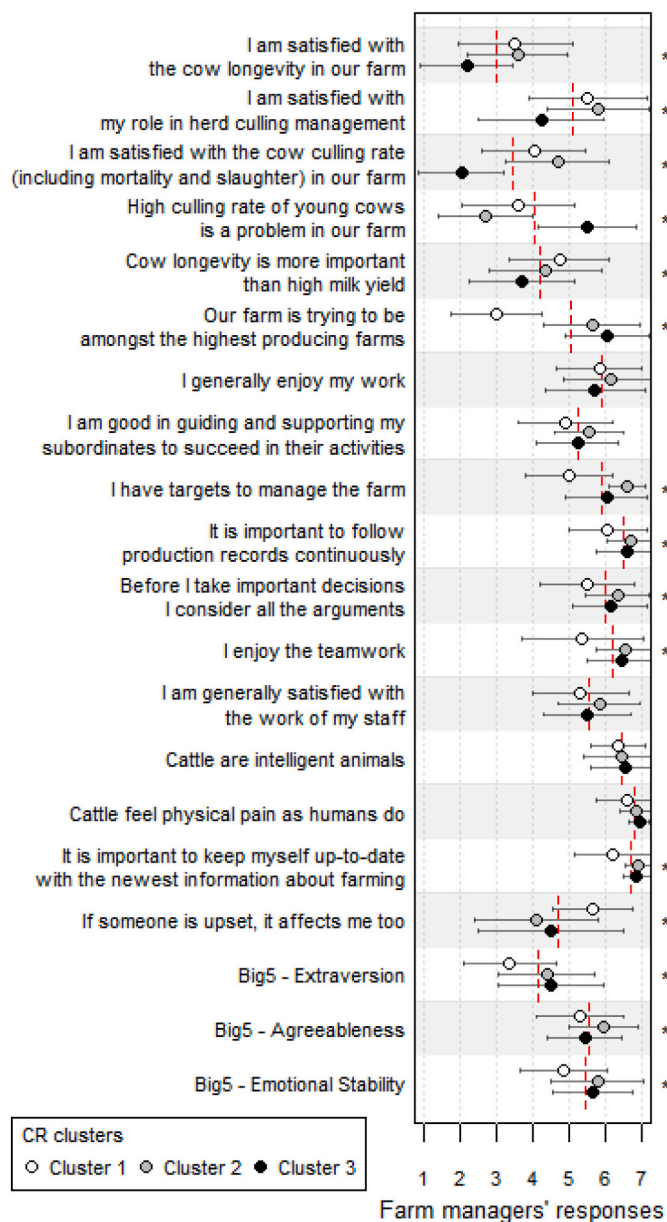 I am satisfied with
the cow longevity in our farm *
I am satisfied with
my role in herd culling management *
I am satisfied with the cow culling rate
(including mortality and slaughter) in our farm *
High culling rate of young cows
is a problem in our farm *
Cow longevity is more important
than high milk yield
Our farm is trying to be
amongst the highest producing farms *
I generally enjoy my work
I am good in guiding and supporting my
subordinates to succeed in their activities
I have targets to manage the farm *
It is important to follow
production records continuously *
Before I take important decisions
I consider all the arguments *
I enjoy the teamwork *
I am generally satisfied with
the work of my staff
Cattle are intelligent animals
Cattle feel physical pain as humans do
It is important to keep myself up-to-date
with the newest information about farming *
If someone is upset, it affects me too *
Big5 - Extraversion *
Big5 - Agreeableness *
Big5 - Emotional Stability *
CR clusters
Cluster 1 Cluster 2 Cluster 3
1 2 3 4 5 6 7
Farm managers' responses